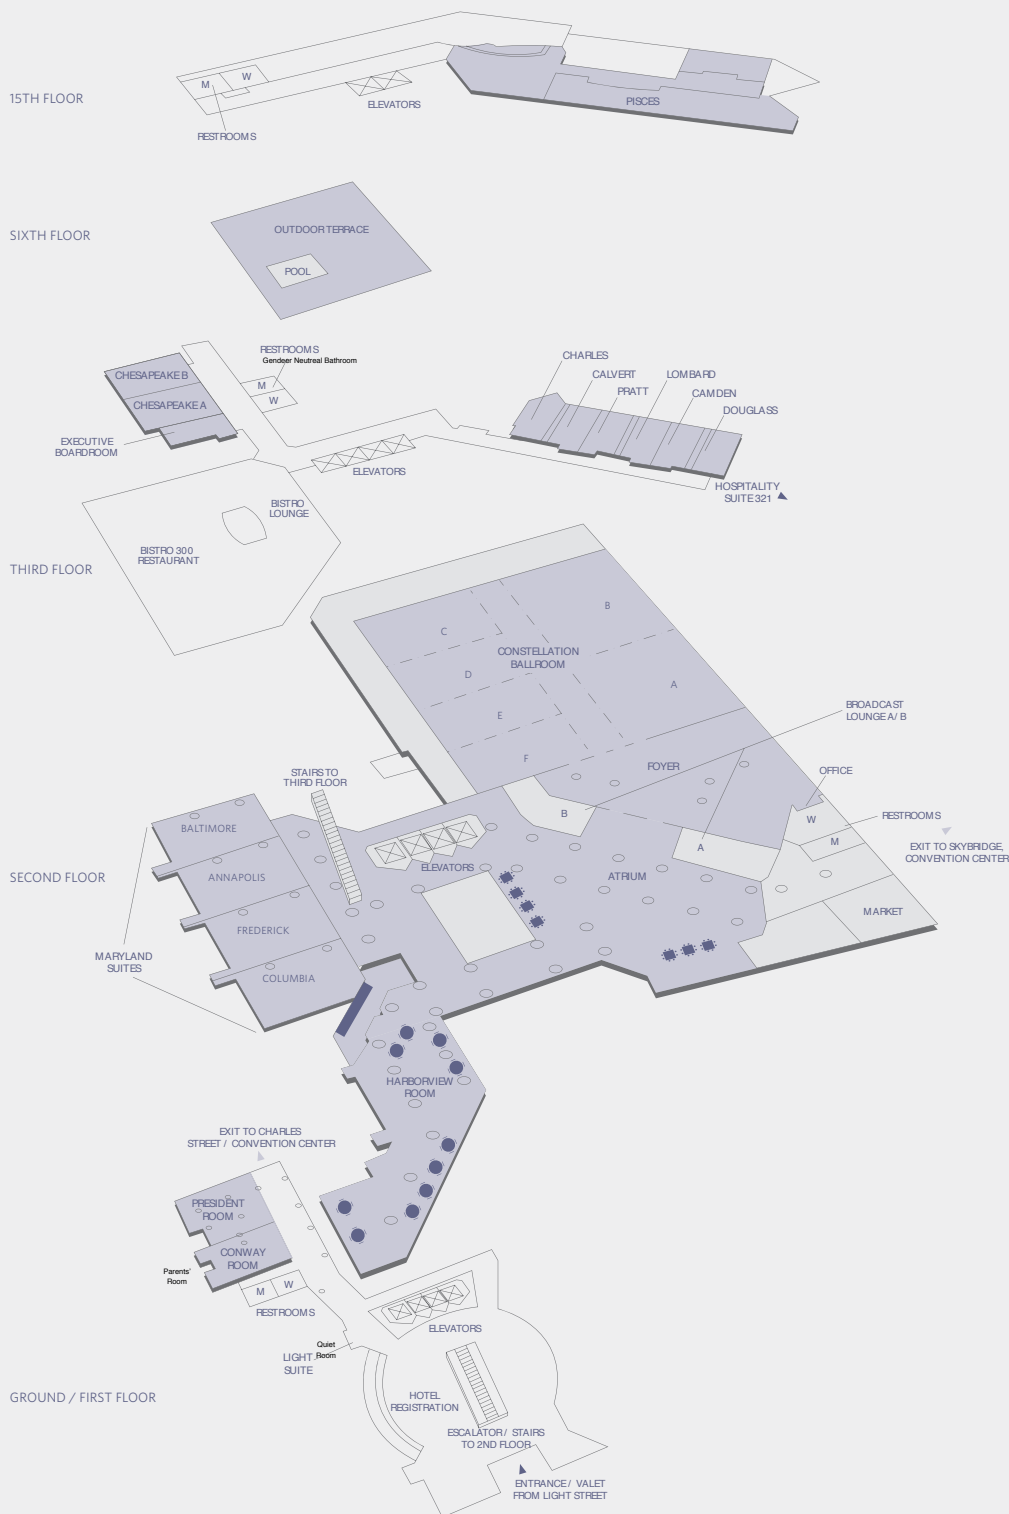 15TH FLOOR
M
W
ELEVATORS
PISCES
RESTROOMS
SIXTH FLOOR
OUTDOOR TERRACE
POOL
RESTROOMS
Gendeer Neutreal Bathroom
CHESAPEAKE B
M
W
CHESAPEAKE A
EXECUTIVE
BOARDROOM
ELEVATORS
CHARLES
CALVERT
LOMBARD
PRATT
CAMDEN
DOUGLASS
HOSPITALITY
SUITE 321
BISTRO
LOUNGE
BISTRO 300
RESTAURANT
THIRD FLOOR
B
C
CONSTELLATION
BALLROOM
D
A
E
F
BROADCAST
LOUNGE A / B
FOYER
OFFICE
STAIRS TO
THIRD FLOOR
B
W
RESTROOMS
BALTIMORE
M
A
EXIT TO SKYBRIDGE,
CONVENTION CENTER
ELEVATORS
SECOND FLOOR
ANNAPOLIS
ATRIUM
MARKET
FREDERICK
MARYLAND
SUITES
COLUMBIA
HARBORVIEW
ROOM
EXIT TO CHARLES
STREET / CONVENTION CENTER
PRESIDENT
ROOM
CONWAY
ROOM
Parents'
Room
M
W
RESTROOMS
ELEVATORS
Quiet
Room
LIGHT
SUITE
GROUND / FIRST FLOOR
HOTEL
REGISTRATION
ESCALATOR / STAIRS
TO 2ND FLOOR
ENTRANCE / VALET
FROM LIGHT STREET